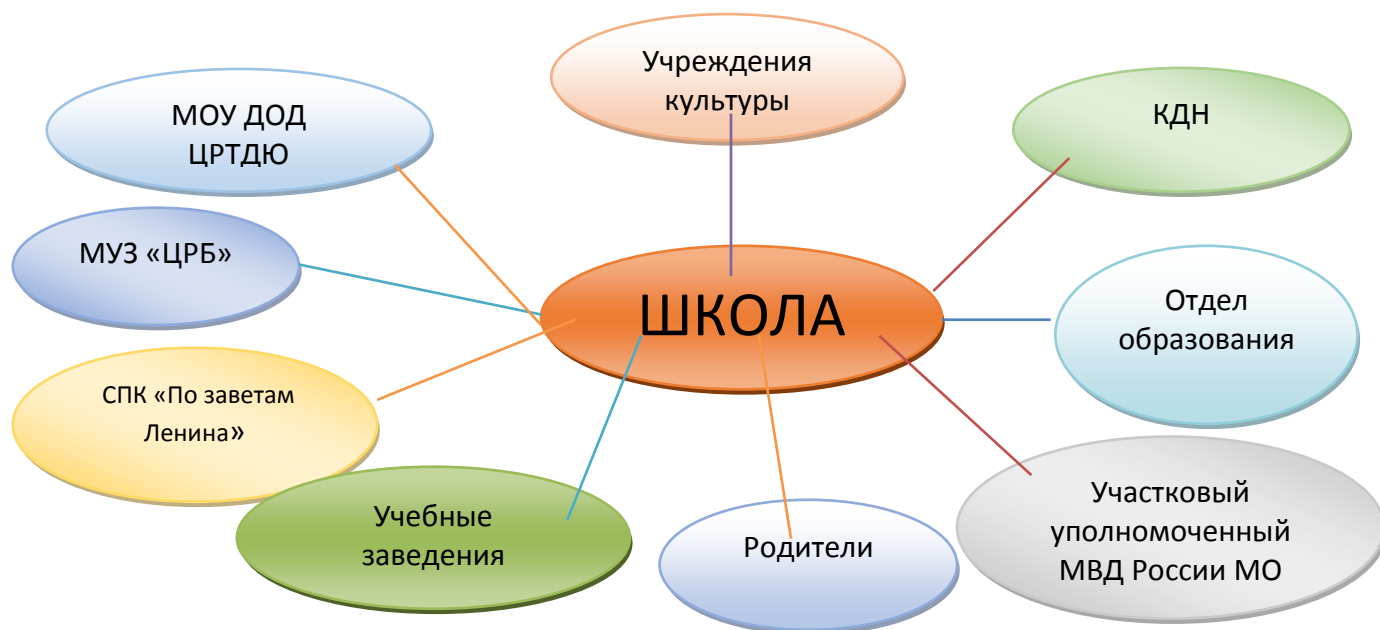 Учреждения
культуры
МОУ ДОД
ЦРТДЮ
КДН
МУЗ «ЦРБ»
ШКОЛА
Отдел
образования
СПК «По заветам
Ленина»
Учебные
заведения
Родители
Участковый
уполномоченный
МВД России МО